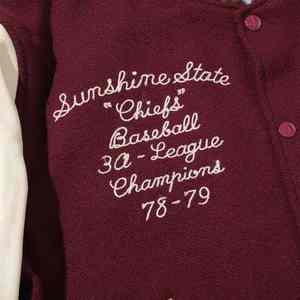 Sunshine State
"Chiefs"
Baseball
3A - League
Champions
78-79